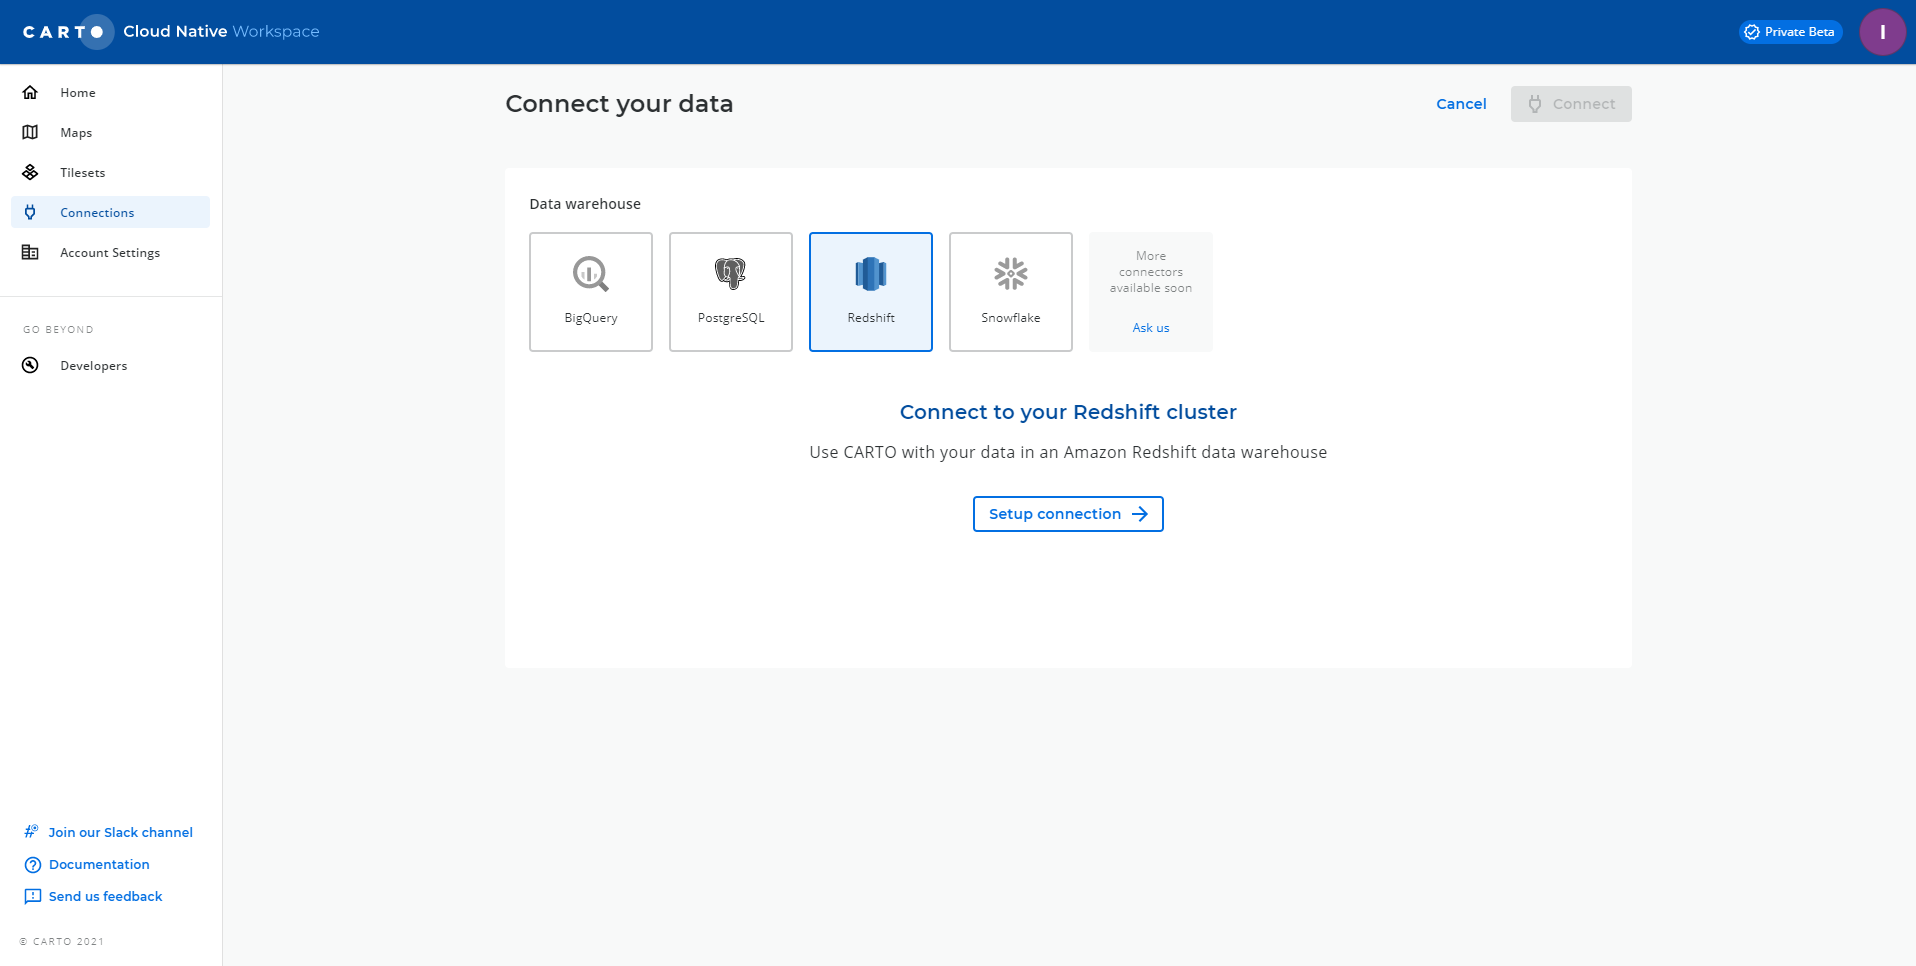 CARTO Cloud Native Workspace
Private Beta
I
Home
Maps
Tilesets
Connections
Account Settings
GO BEYOND
Developers
Join our Slack channel
Documentation
Send us feedback
© CARTO 2021
Connect your data
Cancel
Connect
Data warehouse
BigQuery
PostgreSQL
Redshift
Snowflake
More
connectors
available soon
Ask us
Connect to your Redshift cluster
Use CARTO with your data in an Amazon Redshift data warehouse
Setup connection